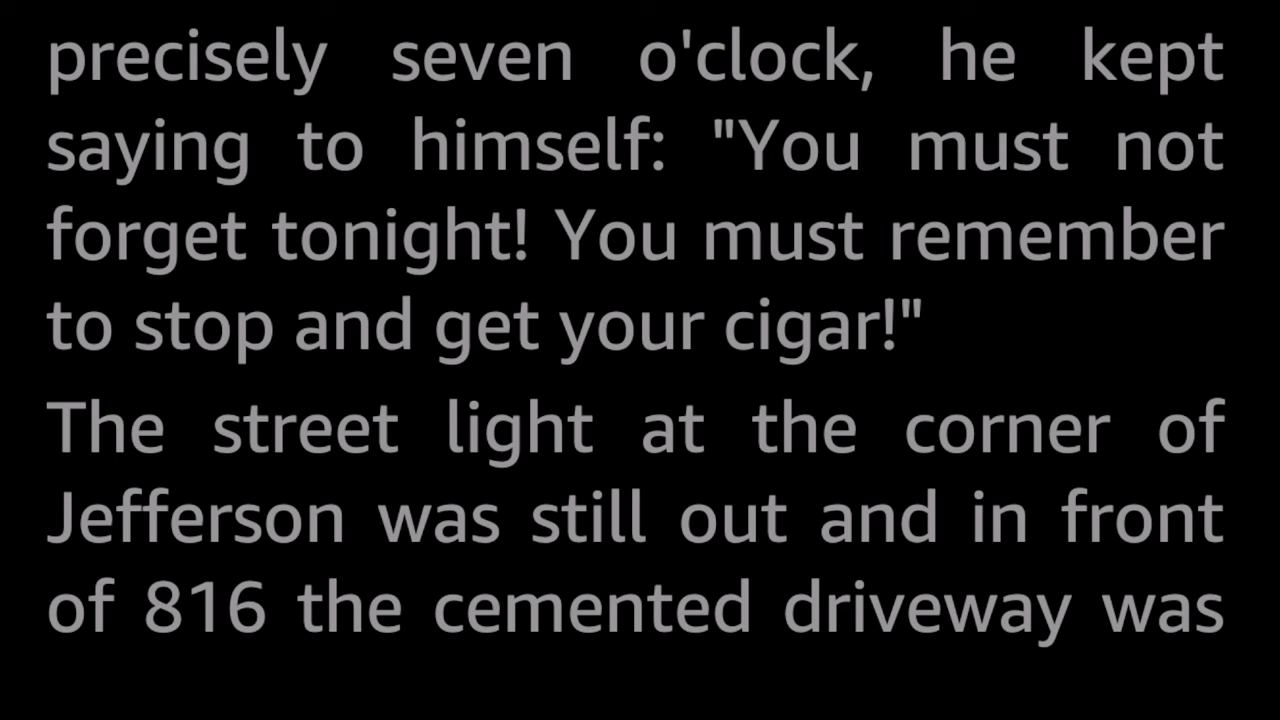 precisely seven o'clock, he kept
saying to himself: "You must not
forget tonight! You must remember
to stop and get your cigar!"
The street light at the corner of
Jefferson was still out and in front
of 816 the cemented driveway was